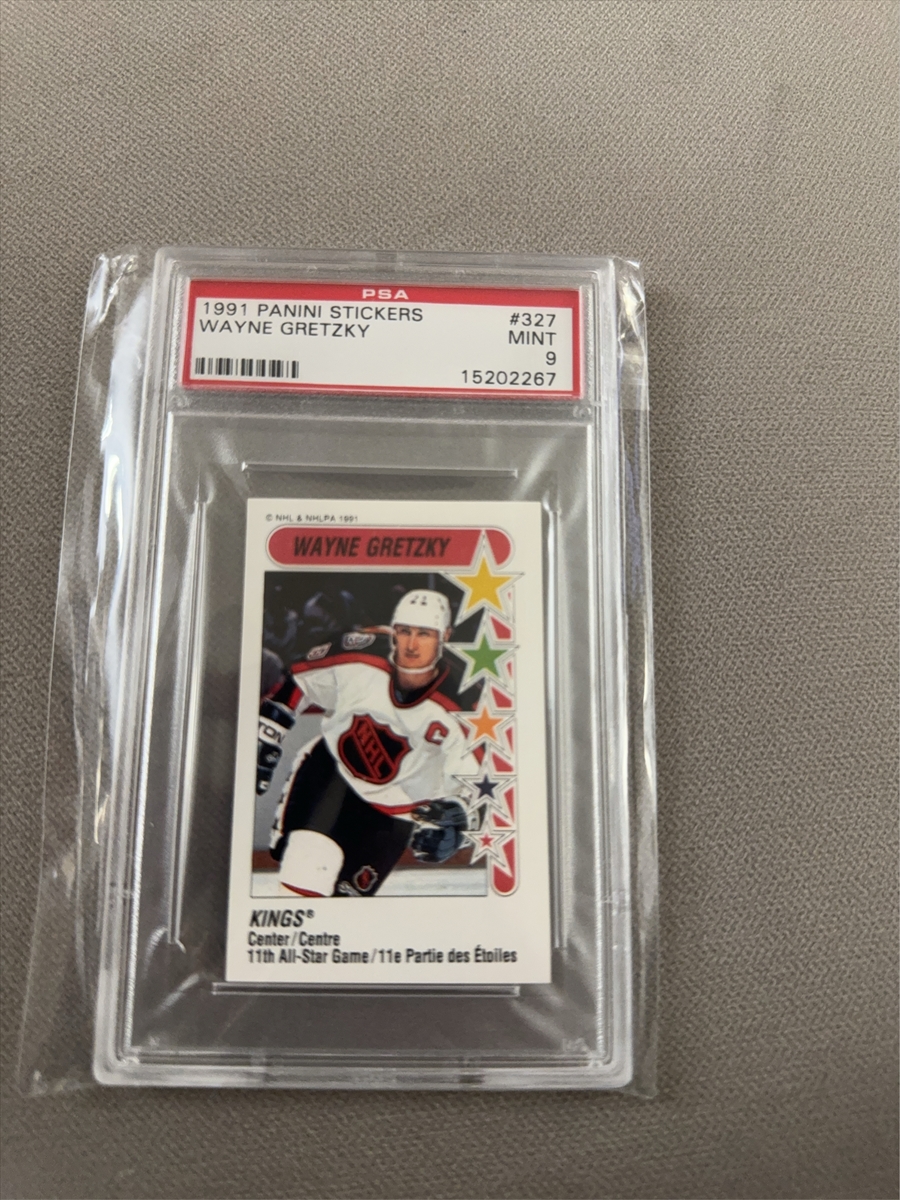 PSA
1991 PANINI STICKERS #327
WAYNE GRETZKY MINT
9
15202267
© NHL & NHLPA 1991
WAYNE GRETZKY
C
NHL
KINGS®
Center/Centre
11th All-Star Game/11e Partie des Étoiles